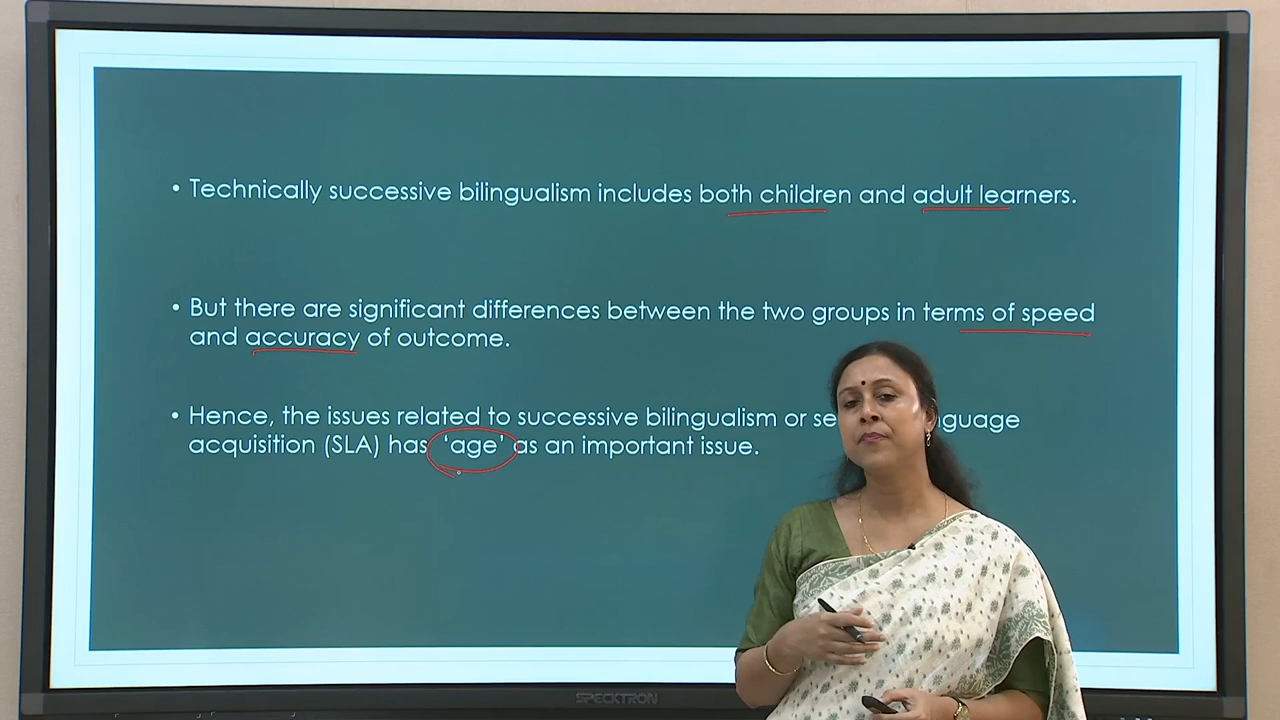 • Technically successive bilingualism includes both children and adult learners.
• But there are significant differences between the two groups in terms of speed
and accuracy of outcome.
• Hence, the issues related to successive bilingualism or se nguage
acquisition (SLA) has ‘age’ as an important issue.
SPECKTRON